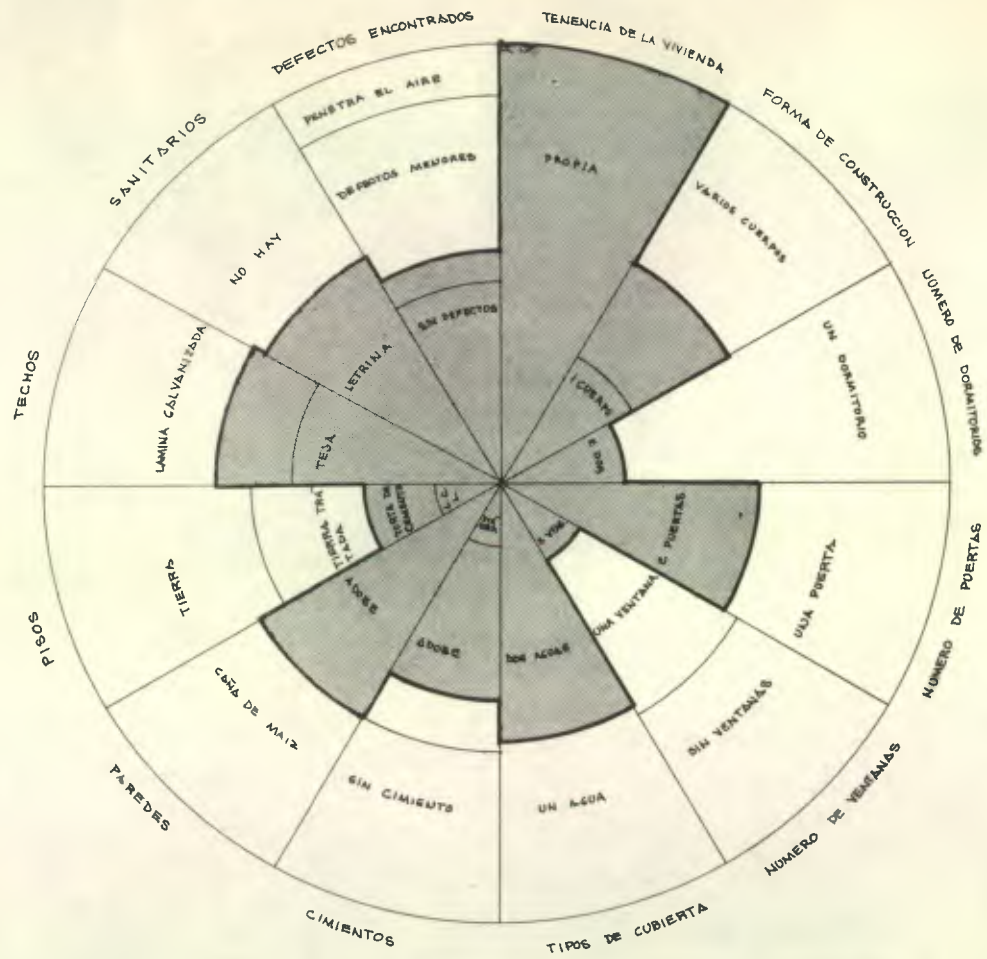 TENENCIA DE LA VIVIENDA
PROPIA
FORMA DE CONSTRUCCION
VARIOS CUERPOS
1 CUERPO
NUMERO DE DORMITORIOS
UN DORMITORIO
NUMERO DE PUERTAS
UNA PUERTA
2 PUERTAS
NUMERO DE VENTANAS
SIN VENTANAS
UNA VENTANA
TIPOS DE CUBIERTA
UN AGUA
DOS AGUAS
CIMIENTOS
SIN CIMIENTO
ADOBE
PAREDES
CAÑA DE MAIZ
ADOBE
PISOS
TIERRA
TIERRA TRA
TADA
TORTA DE
CEMENTO
TECHOS
LAMINA GALVANIZADA
TEJA
SANITARIOS
NO HAY
LETRINA
DEFECTOS ENCONTRADOS
PENETRA EL AIRE
DEFECTOS MENORES
SIN DEFECTOS